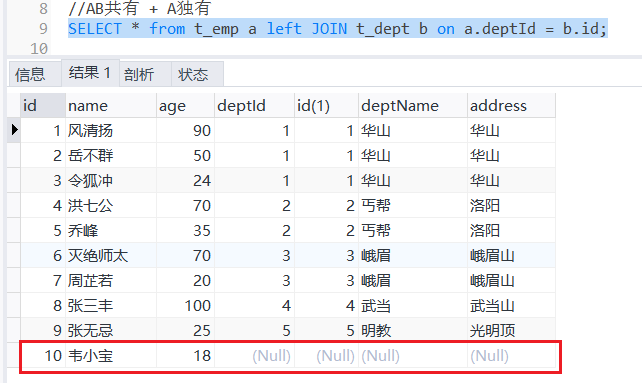 8 //AB共有 + A独有
9 SELECT * from t_emp a left JOIN t_dept b on a.deptId = b.id;
10
信息 结果 1 剖析 状态
id name age deptId id(1) deptName address
1 风清扬 90 1 1 华山 华山
2 岳不群 50 1 1 华山 华山
3 令狐冲 24 1 1 华山 华山
4 洪七公 70 2 2 丐帮 洛阳
5 乔峰 35 2 2 丐帮 洛阳
6 灭绝师太 70 3 3 峨眉 峨眉山
7 周芷若 20 3 3 峨眉 峨眉山
8 张三丰 100 4 4 武当 武当山
9 张无忌 25 5 5 明教 光明顶
10 韦小宝 18 (Null) (Null) (Null) (Null)